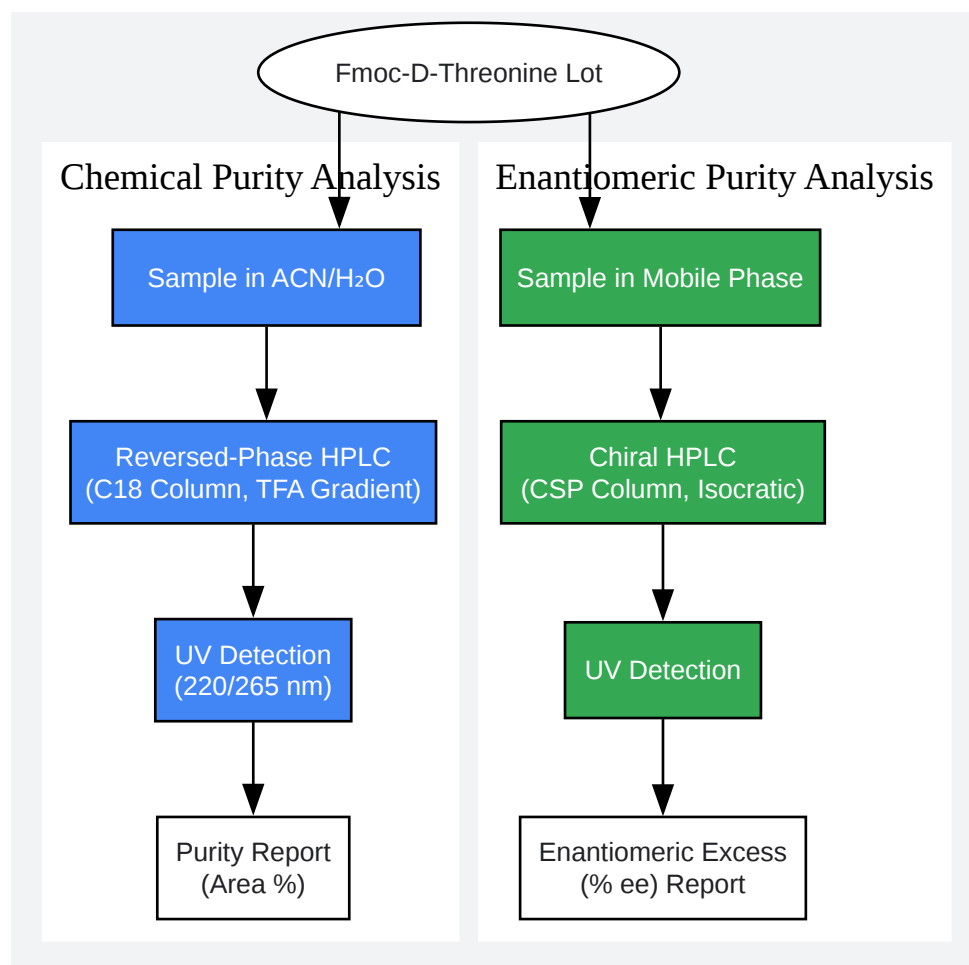 Fmoc-D-Threonine Lot
Chemical Purity Analysis
Sample in ACN/H₂O
Reversed-Phase HPLC
(C18 Column, TFA Gradient)
UV Detection
(220/265 nm)
Purity Report
(Area %)
Enantiomeric Purity Analysis
Sample in Mobile Phase
Chiral HPLC
(CSP Column, Isocratic)
UV Detection
Enantiomeric Excess
(% ee) Report